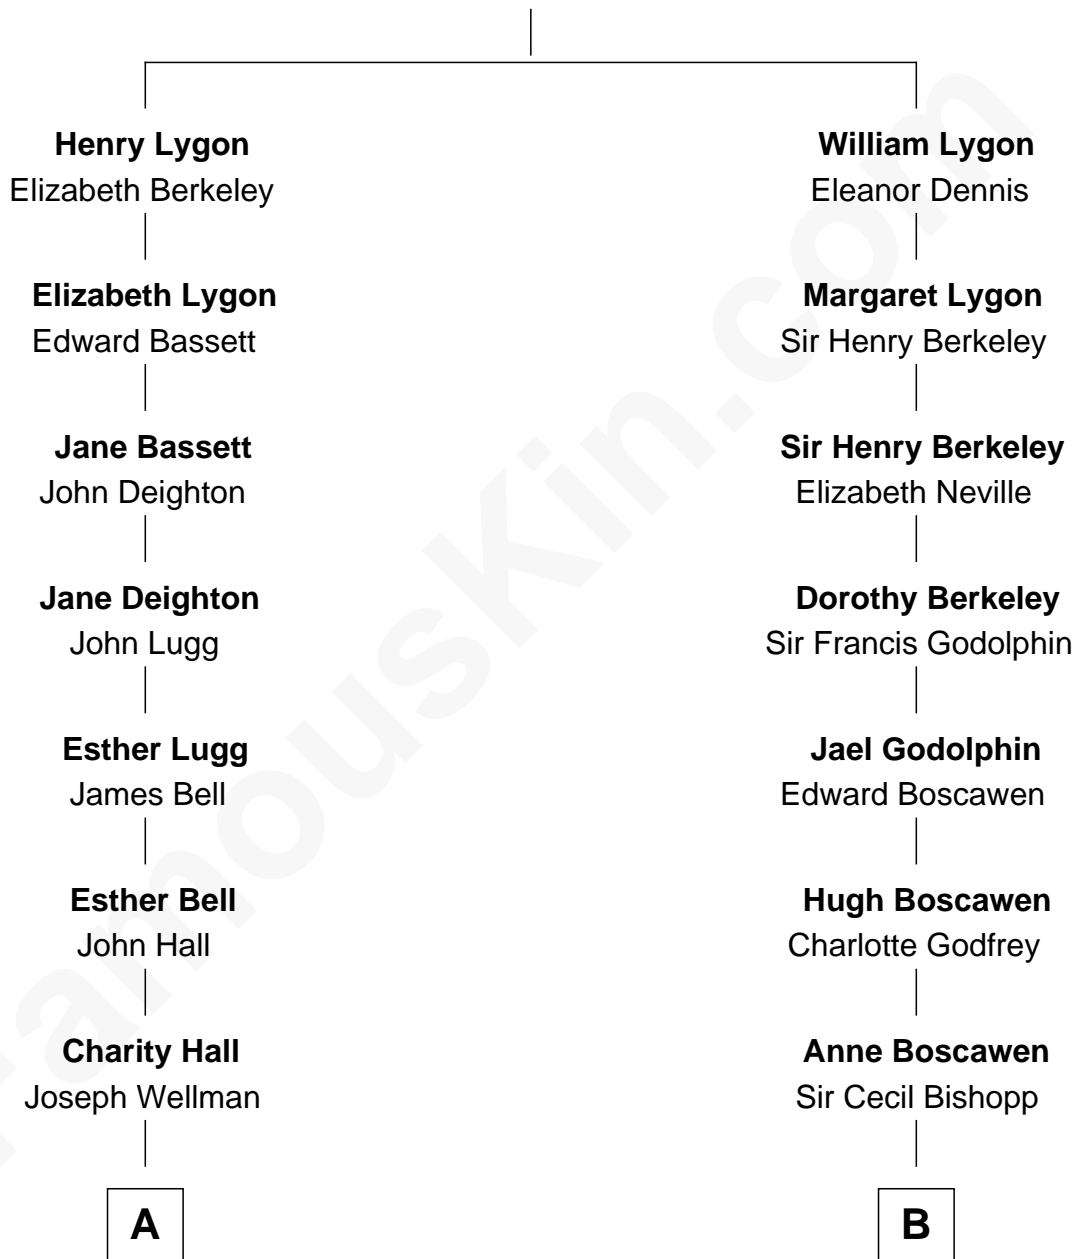 Henry Lygon
Elizabeth Berkeley
Elizabeth Lygon
Edward Bassett
Jane Bassett
John Deighton
Jane Deighton
John Lugg
Esther Lugg
James Bell
Esther Bell
John Hall
Charity Hall
Joseph Wellman
A
William Lygon
Eleanor Dennis
Margaret Lygon
Sir Henry Berkeley
Sir Henry Berkeley
Elizabeth Neville
Dorothy Berkeley
Sir Francis Godolphin
Jael Godolphin
Edward Boscawen
Hugh Boscawen
Charlotte Godfrey
Anne Boscawen
Sir Cecil Bishopp
B
FamousKin.com